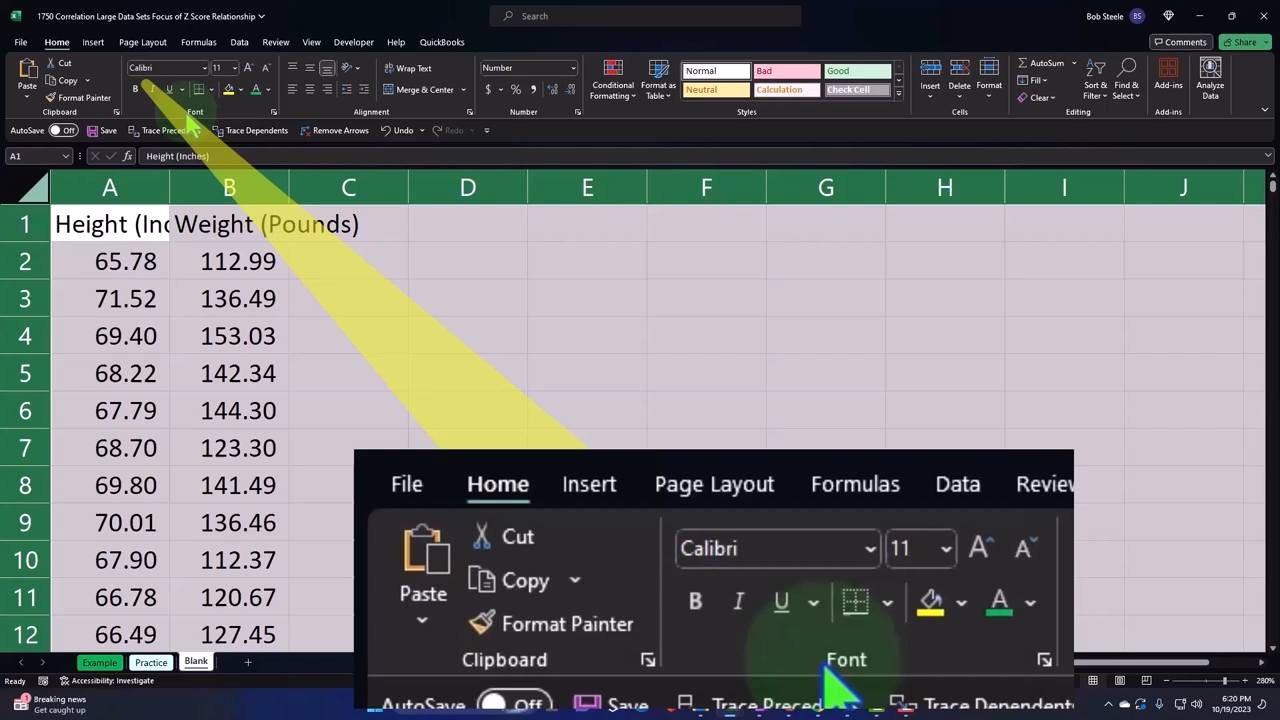 1750 Correlation Large Data Sets Focus of Z Score Relationship
Search
Bob Steele BS
File Home Insert Page Layout Formulas Data Review View Developer Help QuickBooks
Comments Share
Paste
Cut
Copy
Format Painter
Clipboard
Calibri 11
B I U
Font
Wrap Text
Merge & Center
Alignment
Number
$ %
Number
Conditional Formatting
Format as Table
Normal Bad Good
Neutral Calculation Check Cell
Styles
Insert Delete Format
Cells
AutoSum
Fill
Clear
Sort & Filter
Find & Select
Editing
Add-ins
Add-ins
Analyze Data
AutoSave Off Save Trace Dependents Remove Arrows Undo Redo
A1 fx Height (Inches)
A B C D E F G H I J
1 Height (Inc Weight (Pounds)
2 65.78 112.99
3 71.52 136.49
4 69.40 153.03
5 68.22 142.34
6 67.79 144.30
7 68.70 123.30
8 69.80 141.49
9 70.01 136.46
10 67.90 112.37
11 66.78 120.67
12 66.49 127.45
File Home Insert Page Layout Formulas Data Review
Paste
Cut
Copy
Format Painter
Clipboard
Calibri 11 A A
B I U A
Font
AutoSave Off Save Trace Dependents
Example Practice Blank
Ready Accessibility: Investigate
280%
Breaking news
Get caught up
6:20 PM
10/19/2023